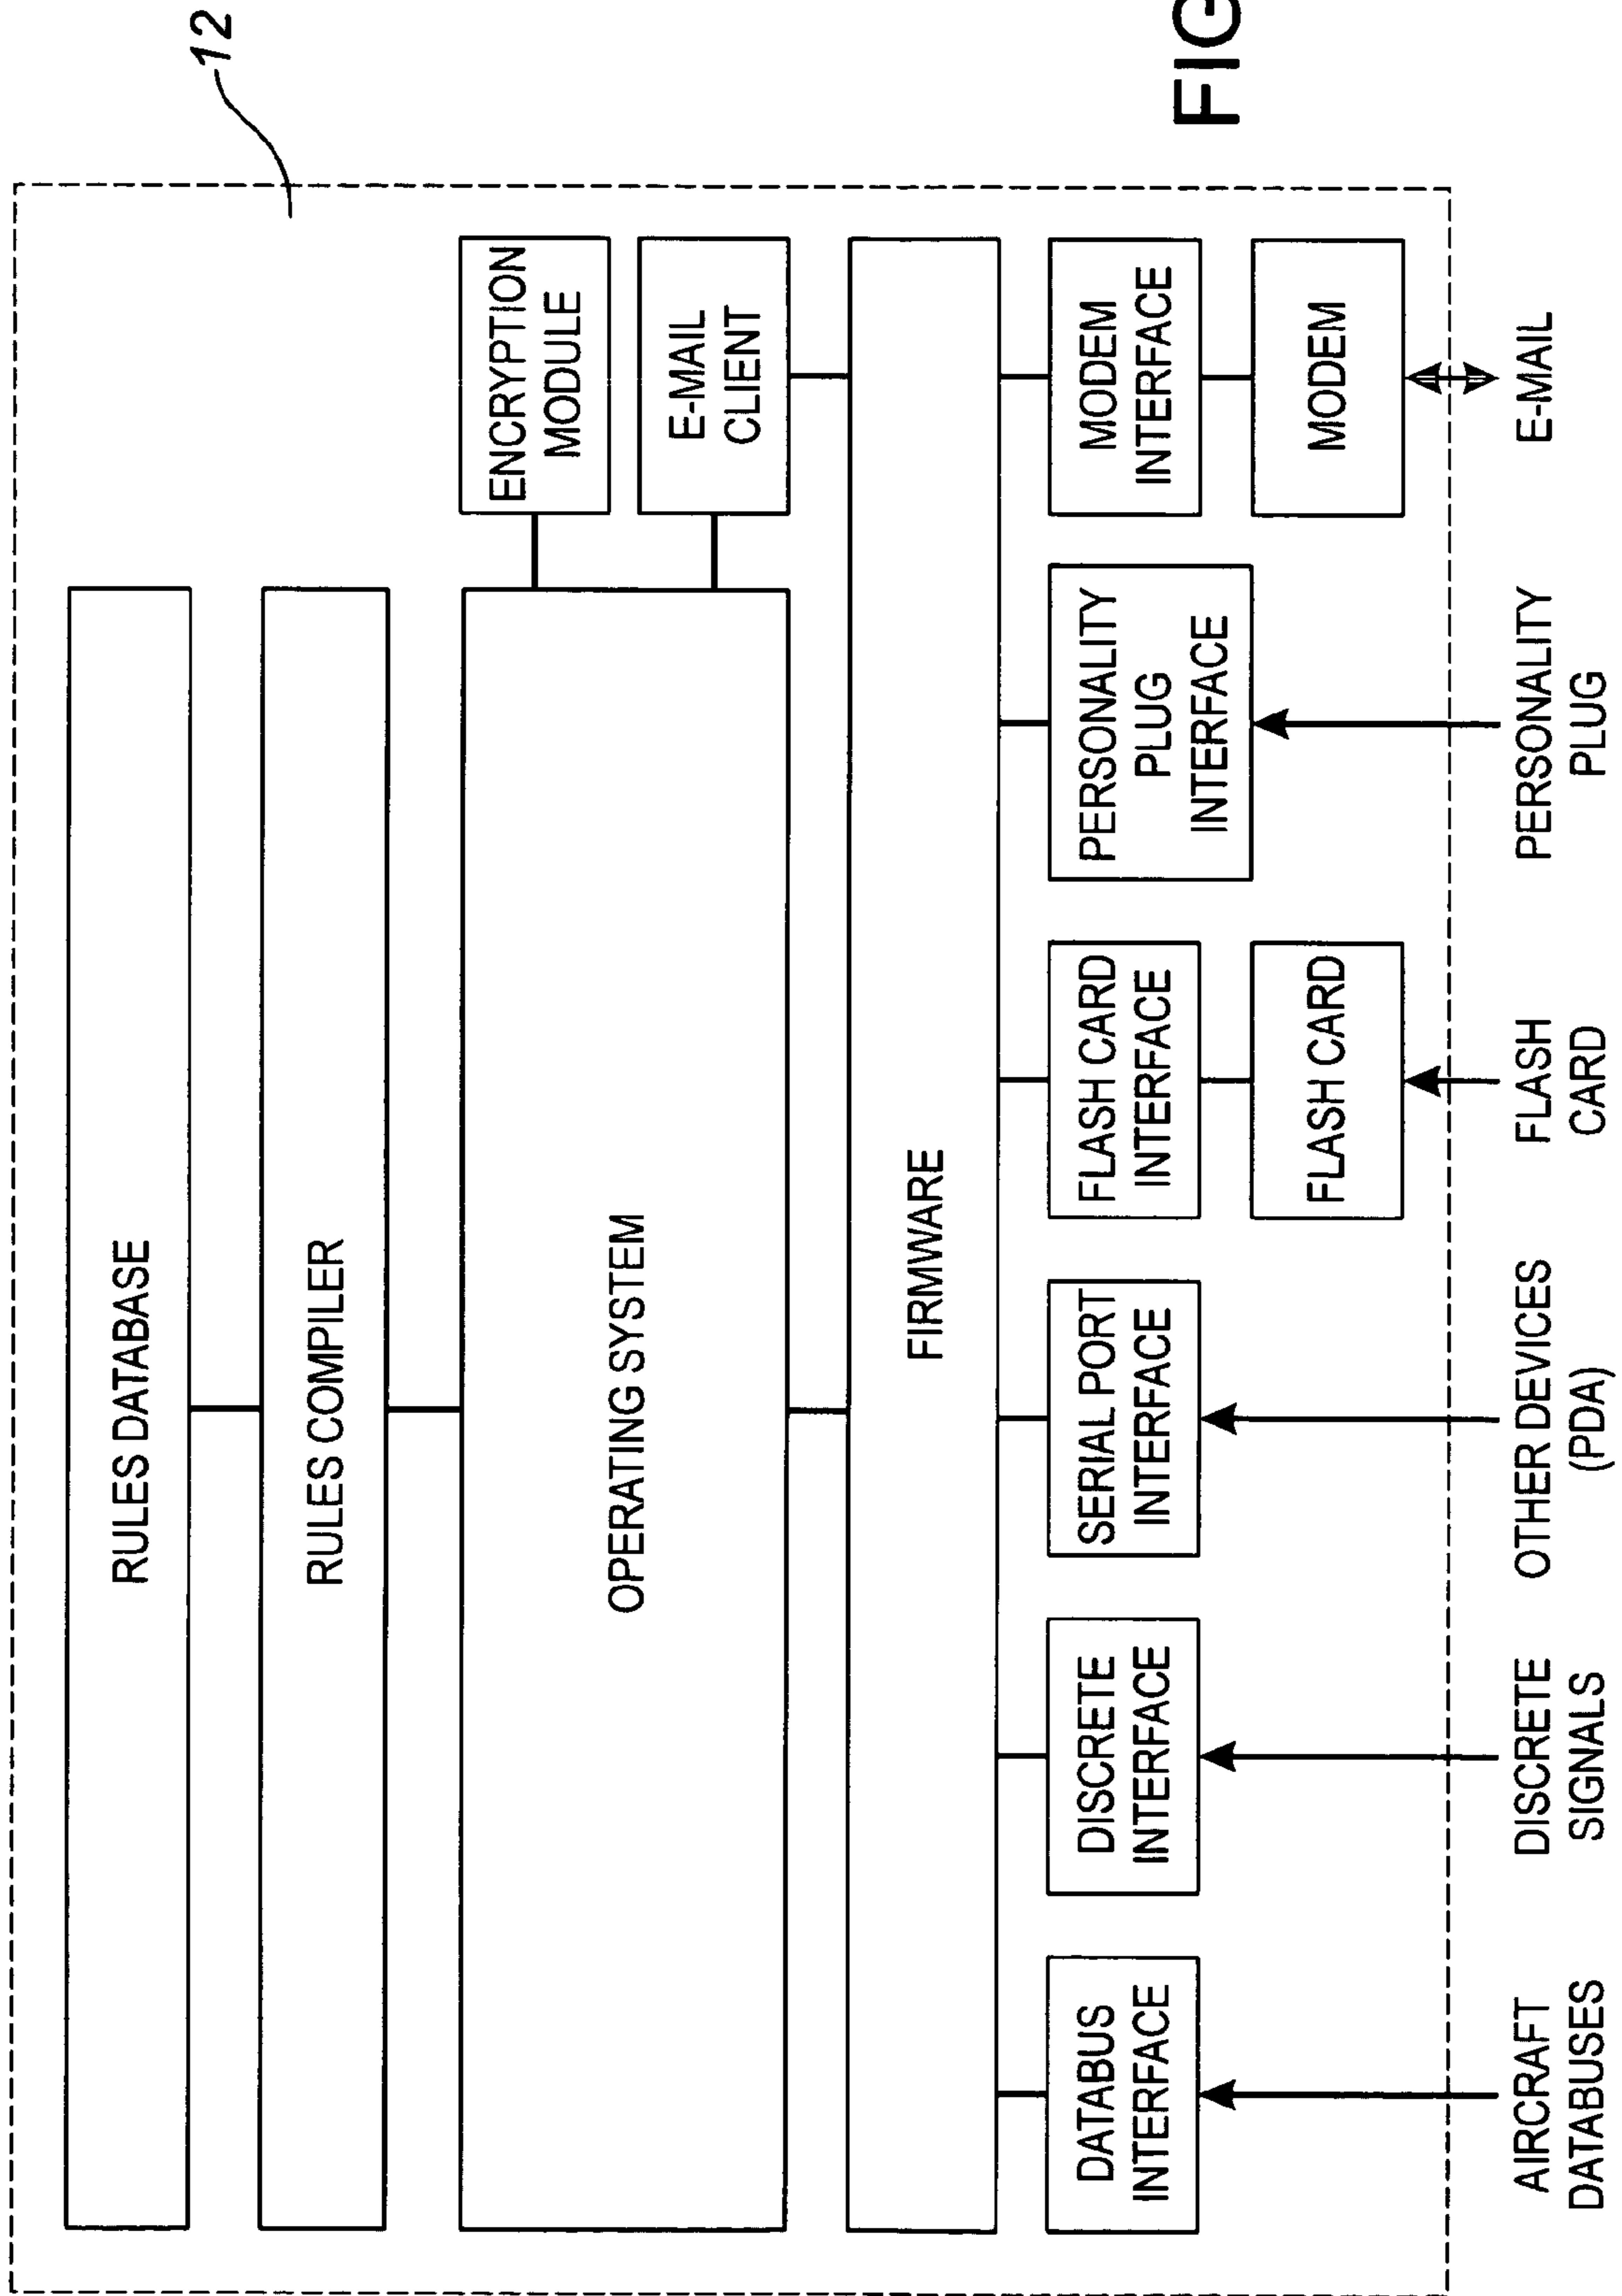 12
RULES DATABASE
RULES COMPILER
OPERATING SYSTEM
ENCRYPTION
MODULE
E-MAIL
CLIENT
FIRMWARE
DATABUS
INTERFACE
DISCRETE
INTERFACE
SERIAL PORT
INTERFACE
FLASH CARD
INTERFACE
PERSONALITY
PLUG
INTERFACE
MODEM
INTERFACE
FLASH CARD
MODEM
AIRCRAFT
DATABUSES
DISCRETE
SIGNALS
OTHER DEVICES
(PDA)
FLASH
CARD
PERSONALITY
PLUG
E-MAIL
FIG